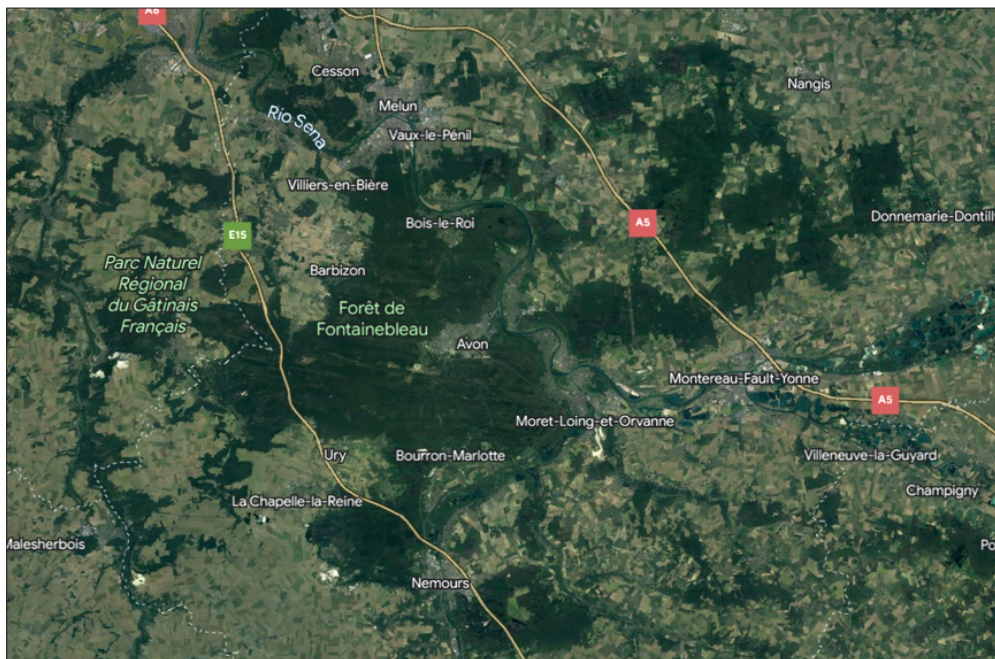 A6
Cesson
Nangis
Melun
Rio Sena
Vaux-le-Pénil
Villiers-en-Bière
Bois-le-Roi
A5
Donnemarie-Dontilly
E15
Parc Naturel
Régional
du Gâtinais
Français
Barbizon
Forêt de
Fontainebleau
Avon
Montereau-Fault-Yonne
A5
Moret-Loing-et-Orvanne
Ury
Bourron-Marlotte
Villeneuve-la-Guyard
La Chapelle-la-Reine
Champigny
Malesherbois
Po
Nemours